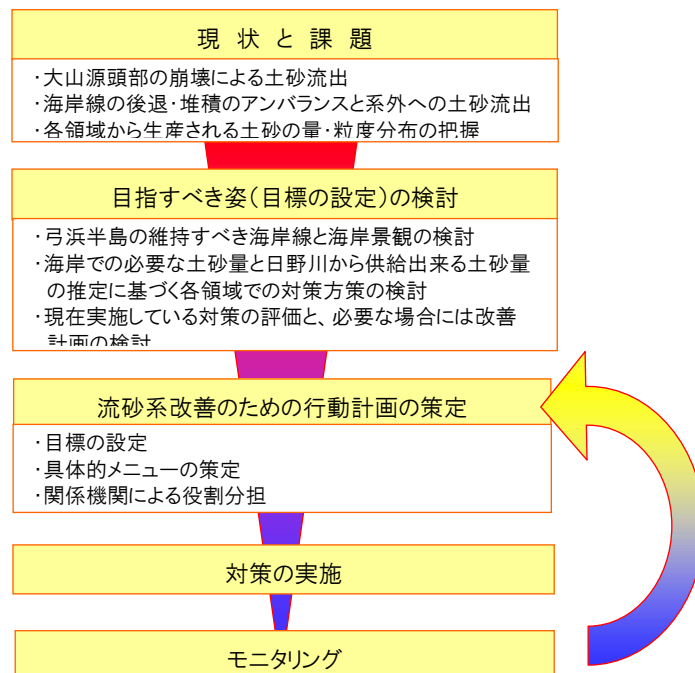 現 状 と 課 題
・大山源頭部の崩壊による土砂流出
・海岸線の後退・堆積のアンバランスと系外への土砂流出
・各領域から生産される土砂の量・粒度分布の把握
目指すべき姿（目標の設定）の検討
・弓浜半島の維持すべき海岸線と海岸景観の検討
・海岸での必要な土砂量と日野川から供給出来る土砂量
の推定に基づく各領域での対策方策の検討
・現在実施している対策の評価と、必要な場合には改善
計画の検討
流砂系改善のための行動計画の策定
・目標の設定
・具体的メニューの策定
・関係機関による役割分担
対策の実施
モニタリング